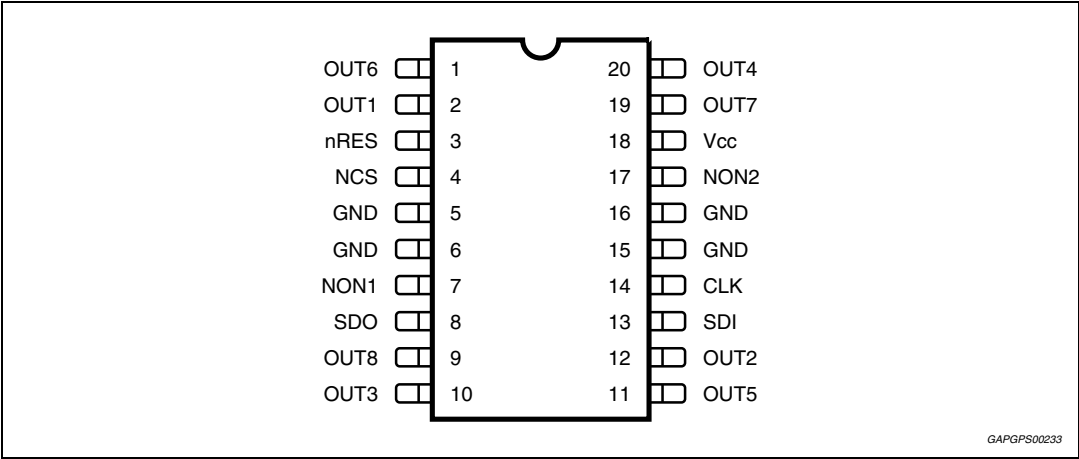 OUT6 1 20 OUT4
OUT1 2 19 OUT7
nRES 3 18 Vcc
NCS 4 17 NON2
GND 5 16 GND
GND 6 15 GND
NON1 7 14 CLK
SDO 8 13 SDI
OUT8 9 12 OUT2
OUT3 10 11 OUT5
GAPGPS00233